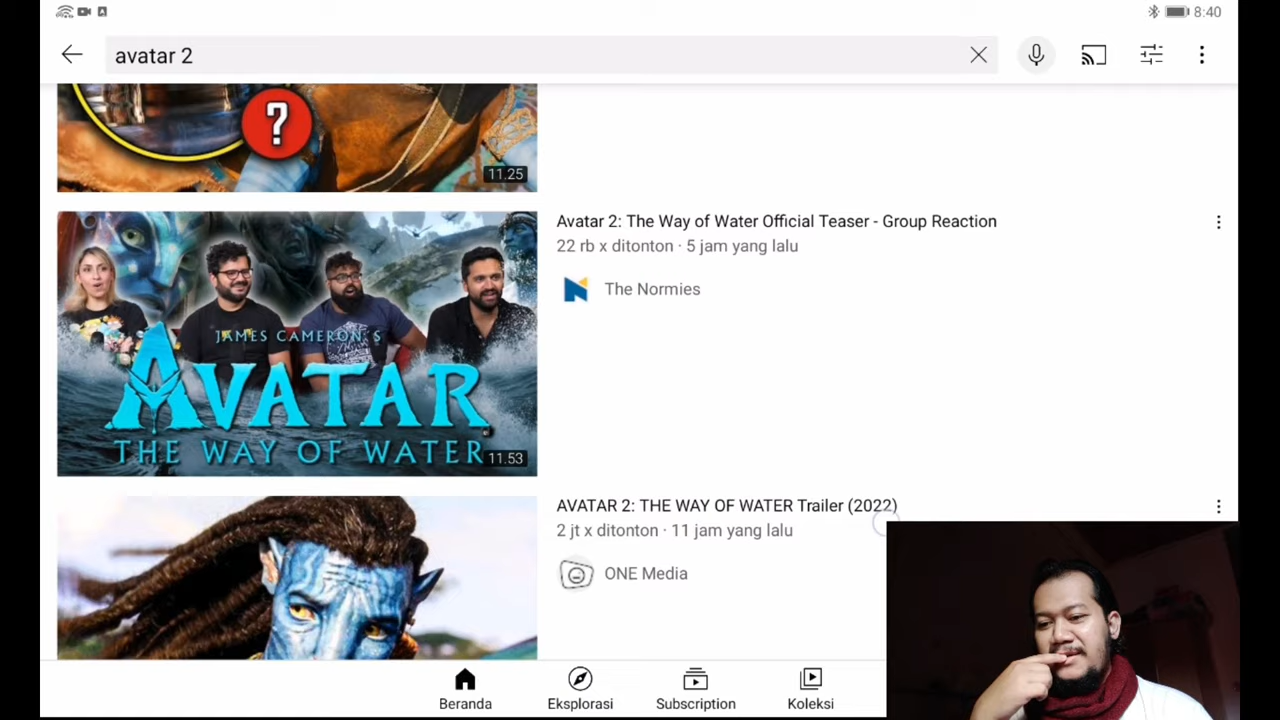 8:40
avatar 2
?
11.25
Avatar 2: The Way of Water Official Teaser - Group Reaction
22 rb x ditonton · 5 jam yang lalu
The Normies
JAMES CAMERON'S
AVATAR
THE WAY OF WATER
11.53
AVATAR 2: THE WAY OF WATER Trailer (2022)
2 jt x ditonton · 11 jam yang lalu
ONE Media
Beranda
Eksplorasi
Subscription
Koleksi